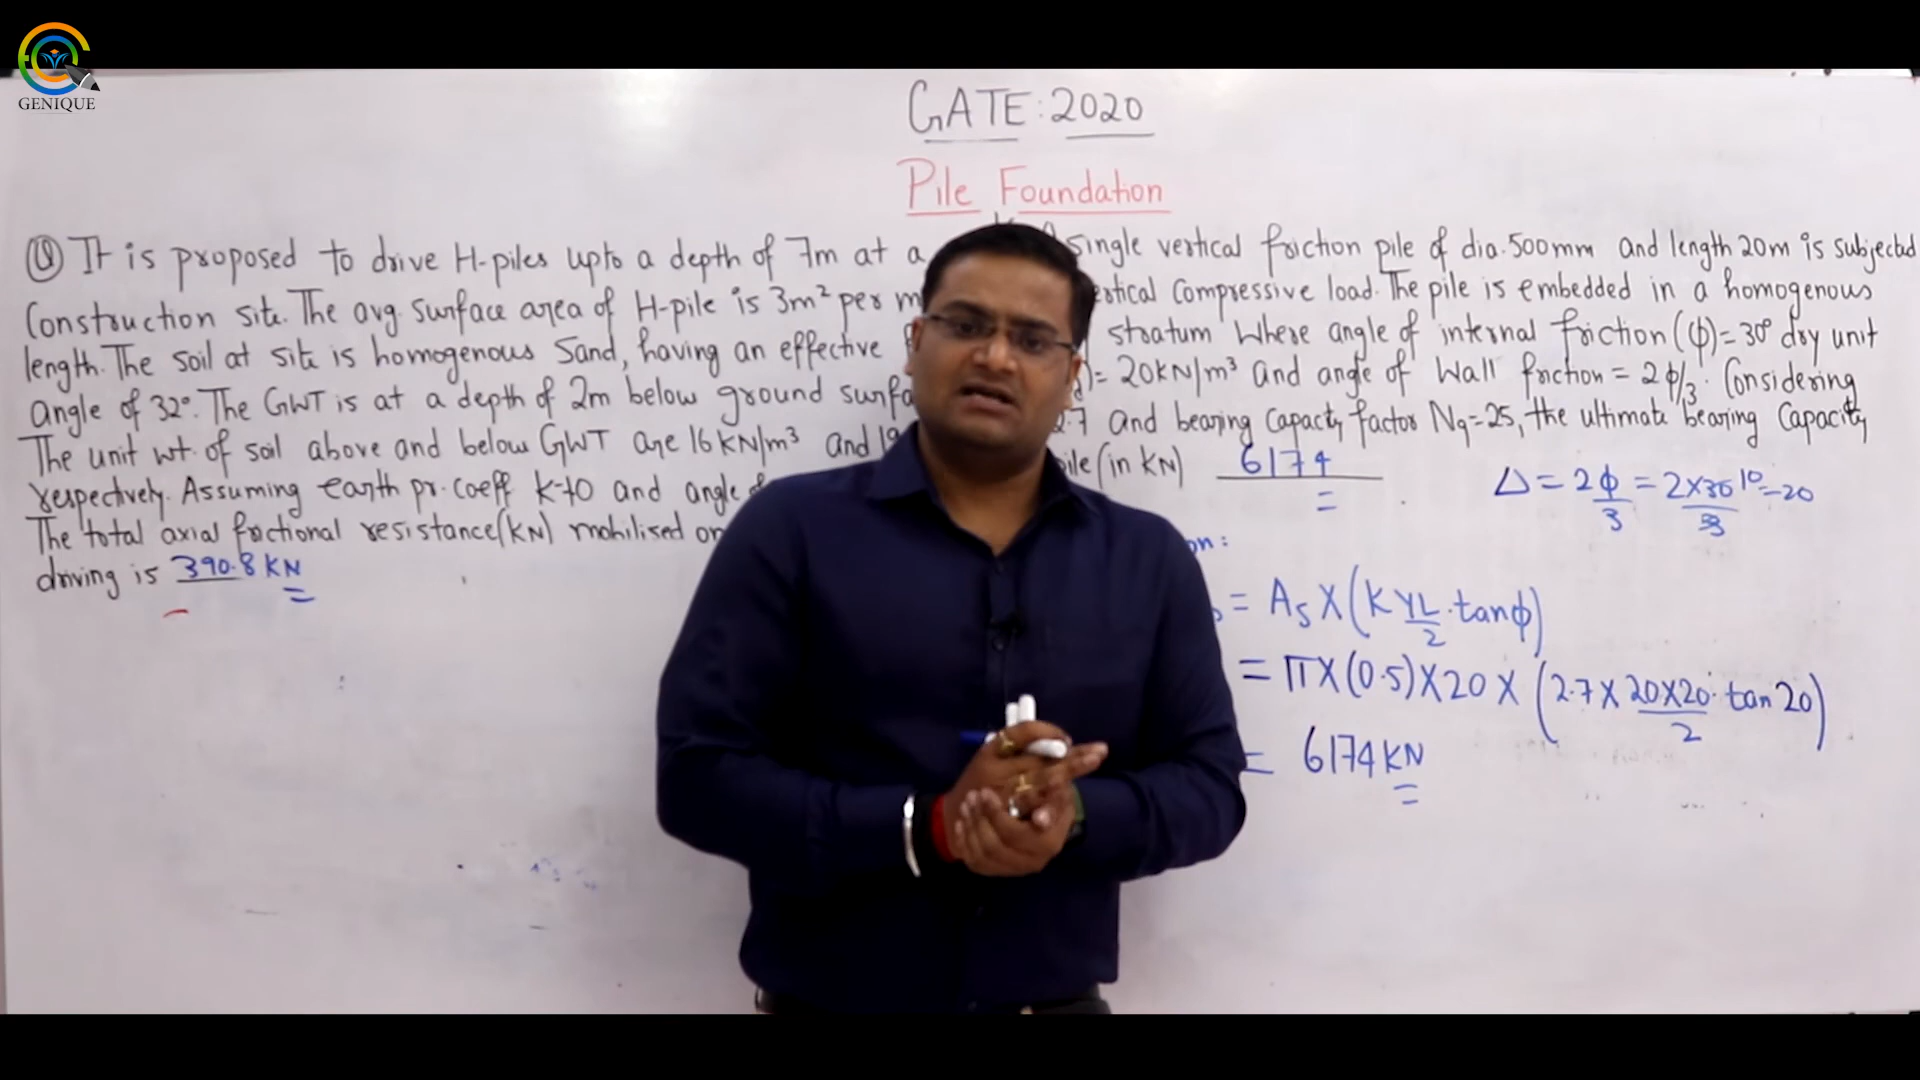 GENIQUE
GATE: 2020
Pile Foundation
Q It is proposed to drive H-piles upto a depth of 7m at a
Construction site. The avg. surface area of H-pile is 3m² per m
length. The soil at site is homogenous Sand, having an effective
angle of 32°. The GWT is at a depth of 2m below ground surfa
The unit wt. of soil above and below GWT are 16 KN/m³ and 19
respectively. Assuming earth pr. coeff K=1.0 and angle
The total axial frictional resistance (KN) mobilised on
driving is 390.8 KN
single vertical friction pile of dia. 500mm and length 20m is subjected
ertical Compressive load. The pile is embedded in a homogenous
stratum where angle of internal friction (ϕ) = 30° dry unit
)= 20KN/m³ and angle of wall friction = 2ϕ/3. Considering
2.7 and bearing capacity factor Nq=25, the ultimate bearing Capacity
pile (in KN) 6174
Δ = 2ϕ/3 = 2×30/3 10 = 20
on:
= As X (K γL/2 · tanϕ)
= π X (0.5) X 20 X (2.7 X 20X20/2 · tan 20)
= 6174 KN